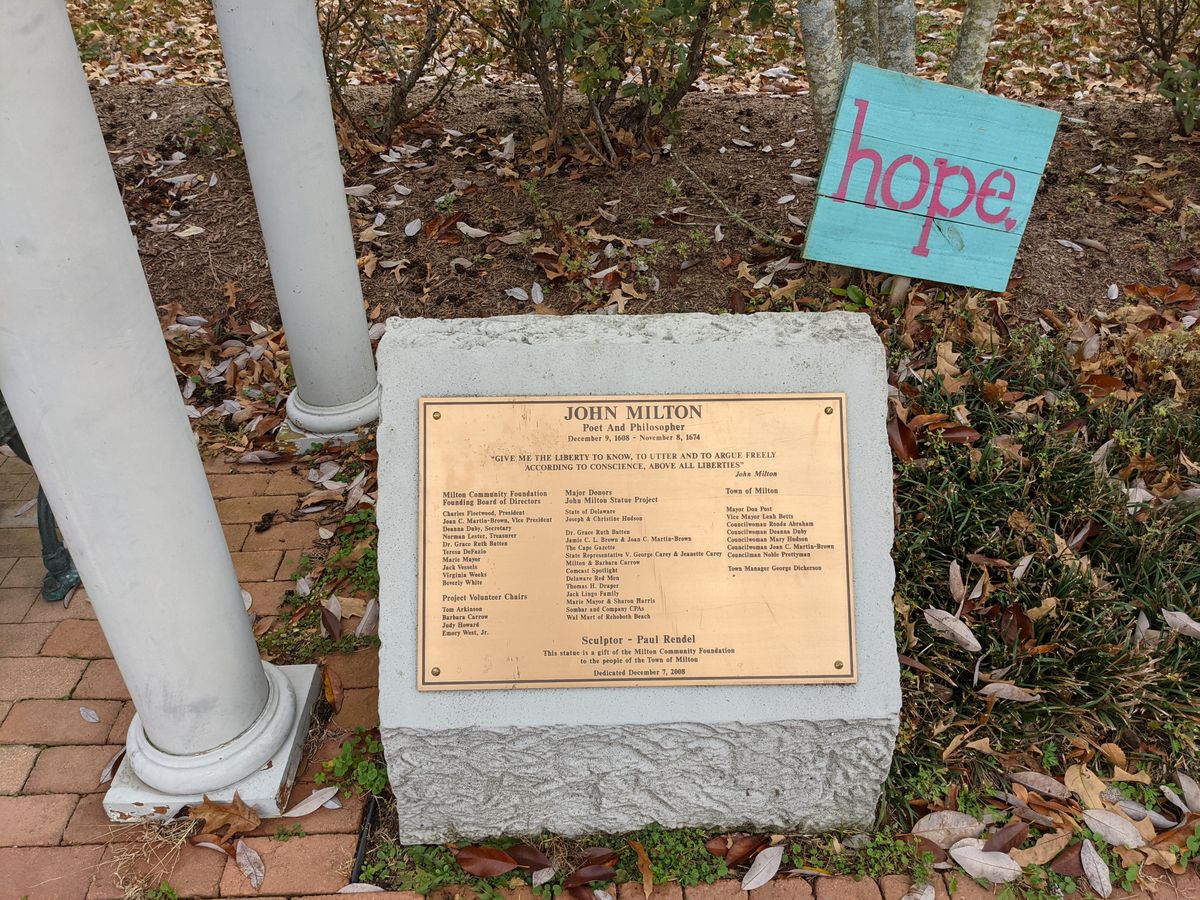 hope.
JOHN MILTON
Poet And Philosopher
December 9, 1608 - November 8, 1674
"GIVE ME THE LIBERTY TO KNOW, TO UTTER AND TO ARGUE FREELY
ACCORDING TO CONSCIENCE, ABOVE ALL LIBERTIES"
John Milton
Milton Community Foundation
Founding Board of Directors
Charles Fleetwood, President
Joan C. Martin-Brown, Vice President
Deanna Duby, Secretary
Norman Lester, Treasurer
Dr. Grace Ruth Batten
Teresa DeFazio
Marie Mayor
Jack Vessels
Virginia Weeks
Beverly White
Project Volunteer Chairs
Tom Arkinson
Barbara Carrow
Judy Howard
Emory West, Jr.
Major Donors
John Milton Statue Project
State of Delaware
Joseph & Christine Hudson
Dr. Grace Ruth Batten
Jamie C. L. Brown & Joan C. Martin-Brown
The Cape Gazette
State Representative V. George Carey & Jeanette Carey
Milton & Barbara Carrow
Comcast Spotlight
Delaware Red Men
Thomas H. Draper
Jack Lingo Family
Marie Mayor & Sharon Harris
Sombar and Company CPAs
Wal Mart of Rehoboth Beach
Town of Milton
Mayor Don Post
Vice Mayor Leah Betts
Councilwoman Ronda Abraham
Councilwoman Deanna Duby
Councilwoman Mary Hudson
Councilwoman Joan C. Martin-Brown
Councilman Noble Prettyman
Town Manager George Dickerson
Sculptor - Paul Rendel
This statue is a gift of the Milton Community Foundation
to the people of the Town of Milton
Dedicated December 7, 2008